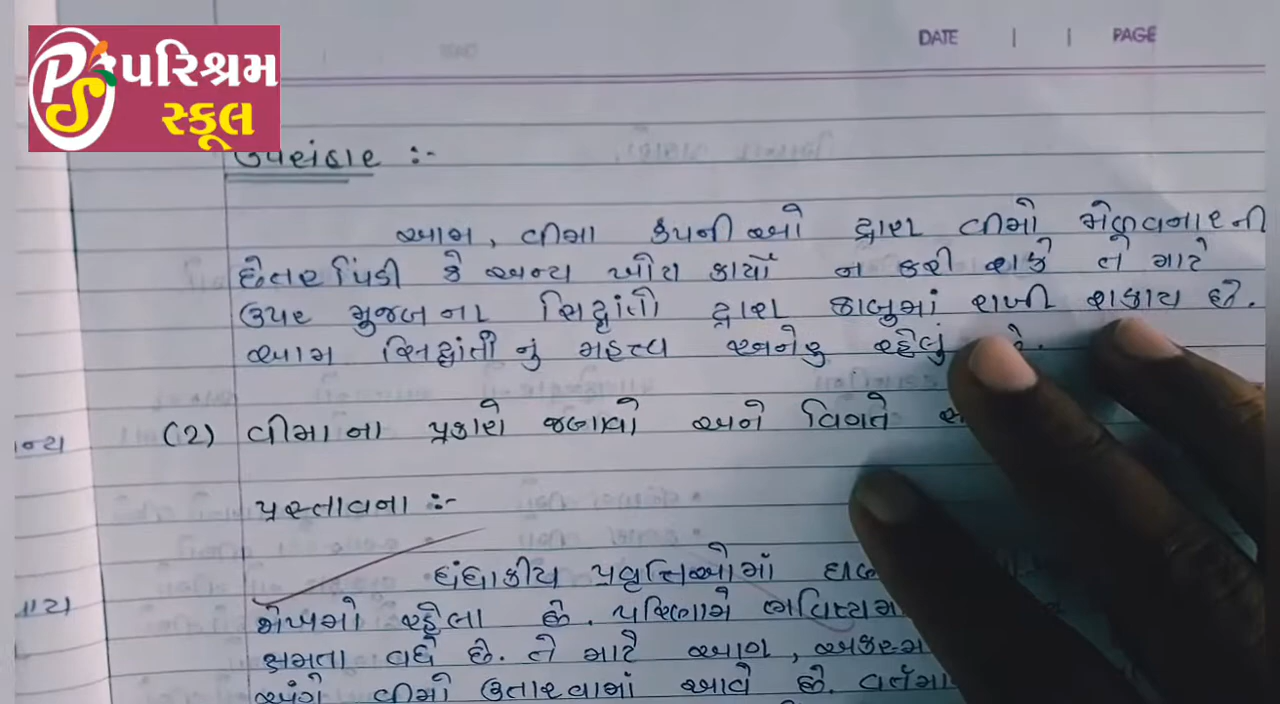 પરિશ્રમ
સ્કૂલ
DATE | | PAGE
ઉપસંહાર :-
આમ, વીમા કંપનીઓ દ્વારા વીમો મેળવનારની
છેતરપિંડી કે અન્ય ખોટા કાર્યો ન કરી શકે તે માટે
ઉપર મુજબના સિદ્ધાંતો દ્વારા કાબુમાં રાખી શકાય છે.
આમ સિદ્ધાંતોનું મહત્ત્વ અનેક રહેલું
(2) વીમાના પ્રકારો જણાવો અને વિગતે
પ્રસ્તાવના :-
ધંધાકીય પ્રવૃત્તિઓમાં
જોખમો રહેલા છે. પરિણામે
ક્ષમતા વધે છે. તે માટે આગ,
અંગે વીમો ઉતારવામાં આવે છે.